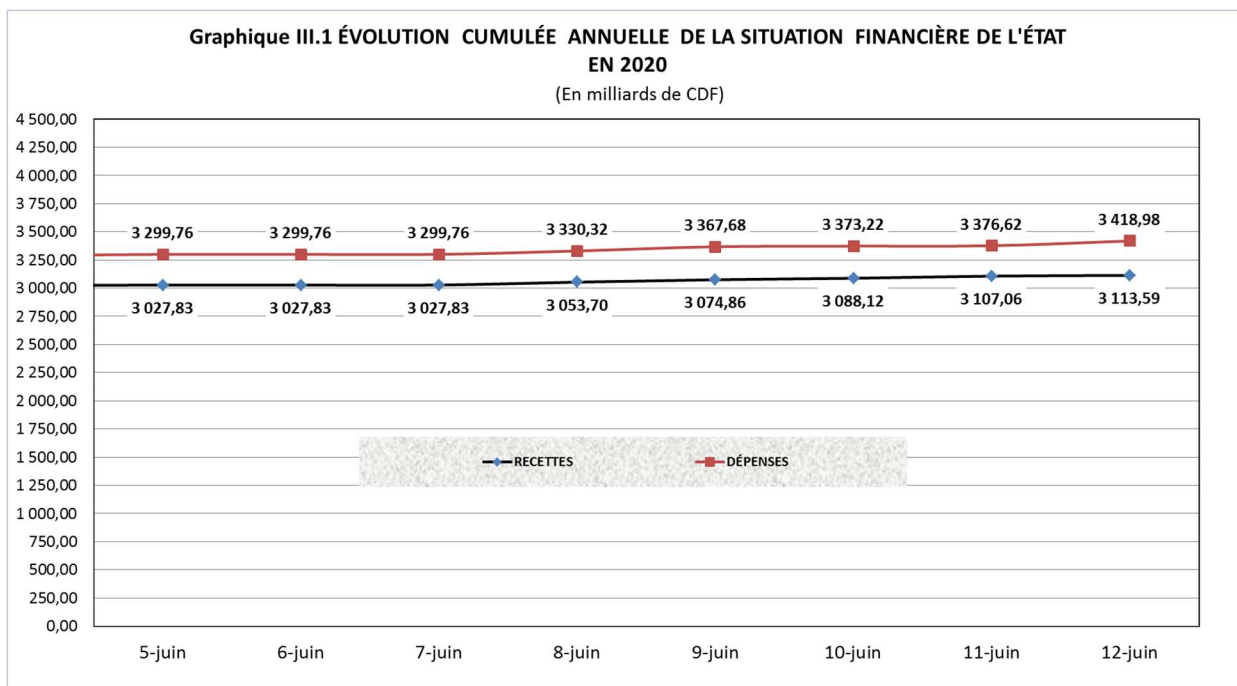 Graphique III.1 ÉVOLUTION CUMULÉE ANNUELLE DE LA SITUATION FINANCIÈRE DE L'ÉTAT
EN 2020
(En milliards de CDF)
4 500,00
4 250,00
4 000,00
3 750,00
3 500,00
3 250,00
3 000,00
2 750,00
2 500,00
2 250,00
2 000,00
1 750,00
1 500,00
1 250,00
1 000,00
750,00
500,00
250,00
0,00
3 299,76 3 299,76 3 299,76 3 330,32 3 367,68 3 373,22 3 376,62 3 418,98
3 027,83 3 027,83 3 027,83 3 053,70 3 074,86 3 088,12 3 107,06 3 113,59
RECETTES DÉPENSES
5-juin 6-juin 7-juin 8-juin 9-juin 10-juin 11-juin 12-juin